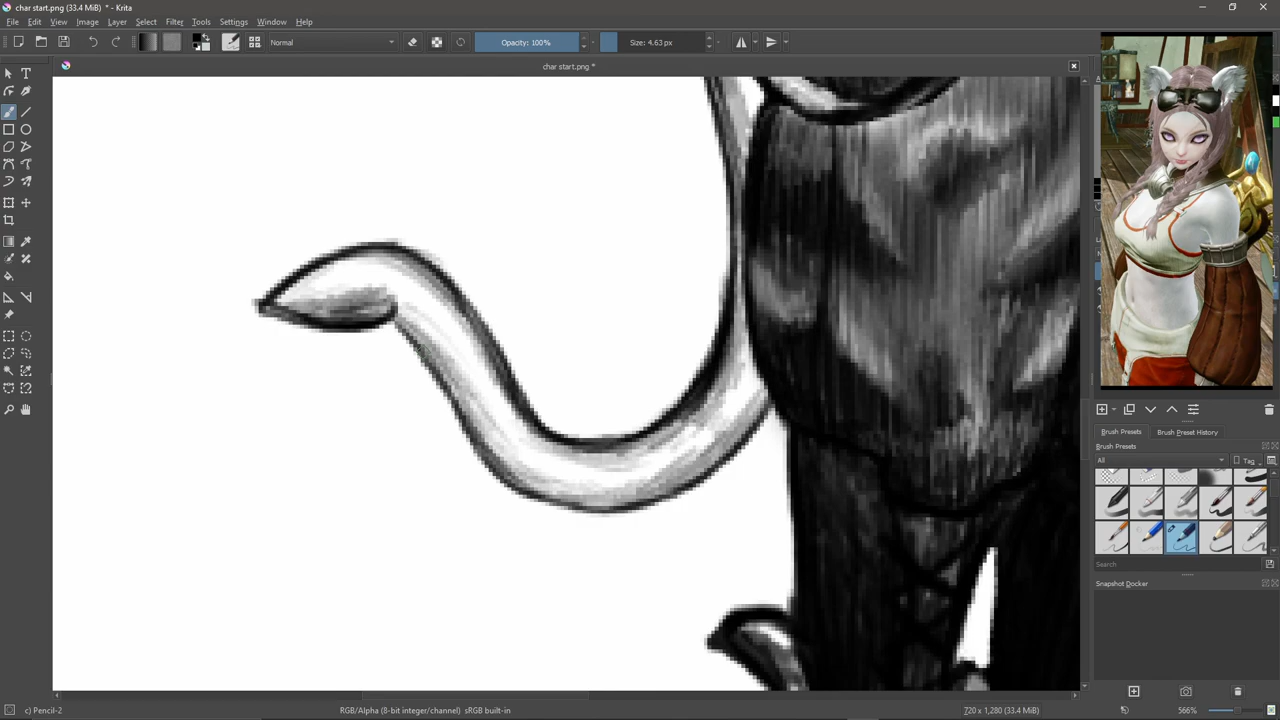 char start.png (33.4 MiB) * - Krita
File Edit View Image Layer Select Filter Tools Settings Window Help
Normal Opacity: 100% Size: 4.63 px
char start.png *
Brush Presets Brush Preset History
Brush Presets
All Tag
Search
Snapshot Docker
c) Pencil-2 RGB/Alpha (8-bit integer/channel) sRGB built-in 720 x 1,280 (33.4 MiB) 566%